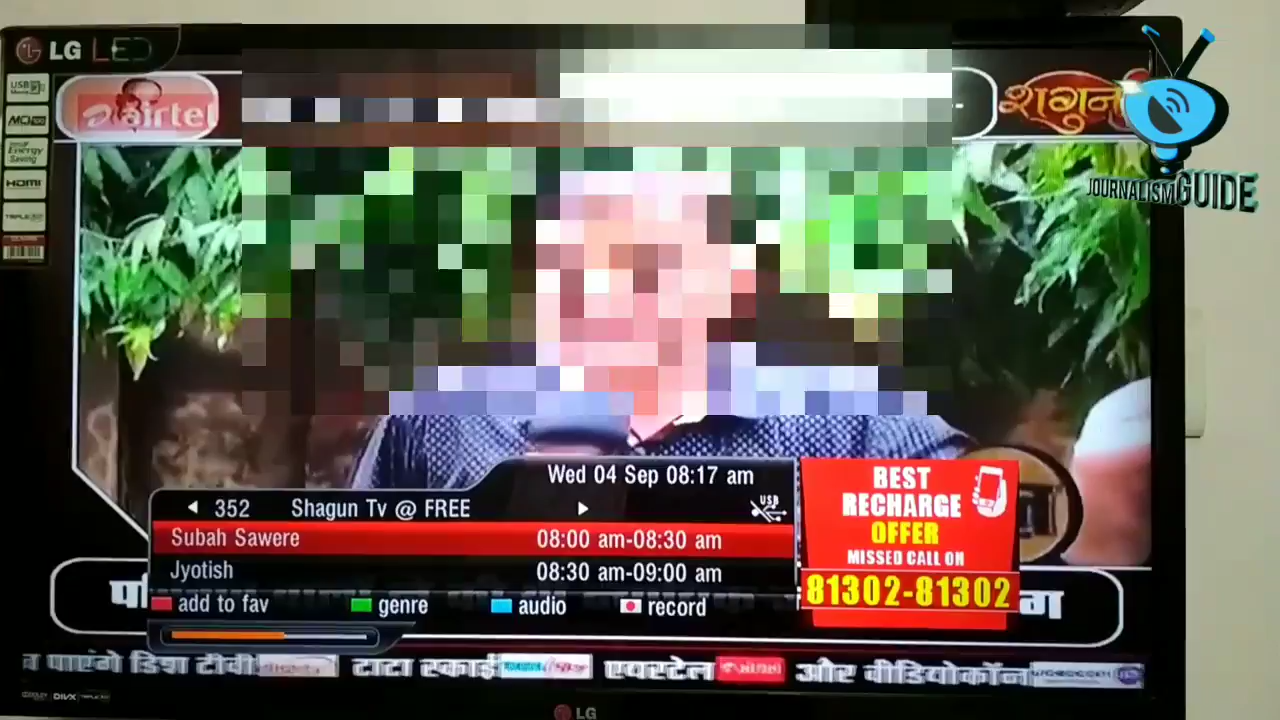 LG LED
USB
HDMI
airtel
शगुन
JOURNALISM GUIDE
Wed 04 Sep 08:17 am
352 Shagun Tv @ FREE
USB
Subah Sawere 08:00 am-08:30 am
Jyotish 08:30 am-09:00 am
add to fav genre audio record
BEST
RECHARGE
OFFER
MISSED CALL ON
81302-81302
व पाएंगे डिश टीवी टाटा स्काई एयरटेल और वीडियोकॉन
DIVX
LG